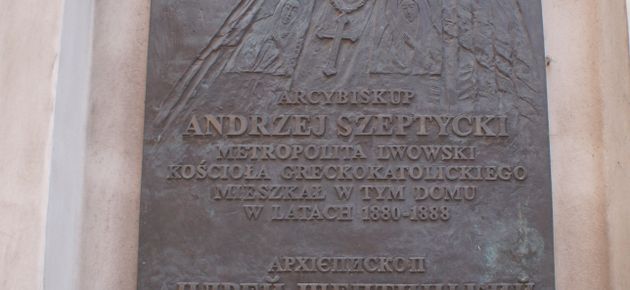 ARCYBISKUP
ANDRZEJ SZEPTYCKI
METROPOLITA LWOWSKI
KOŚCIOŁA GRECKOKATOLICKIEGO
MIESZKAŁ W TYM DOMU
W LATACH 1880-1888
АРХІЄПИСКОП